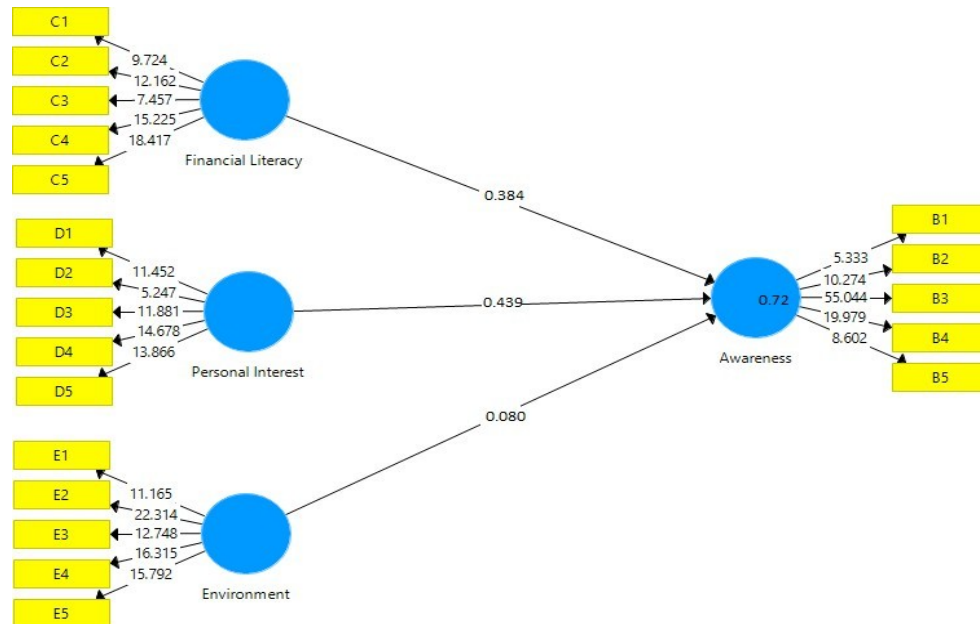 C1
C2
C3
C4
C5
9.724
12.162
7.457
15.225
18.417
Financial Literacy
0.384
D1
D2
D3
D4
D5
11.452
5.247
11.881
14.678
13.866
Personal Interest
0.439
E1
E2
E3
E4
E5
11.165
22.314
12.748
16.315
15.792
Environment
0.080
0.72
Awareness
5.333
10.274
55.044
19.979
8.602
B1
B2
B3
B4
B5